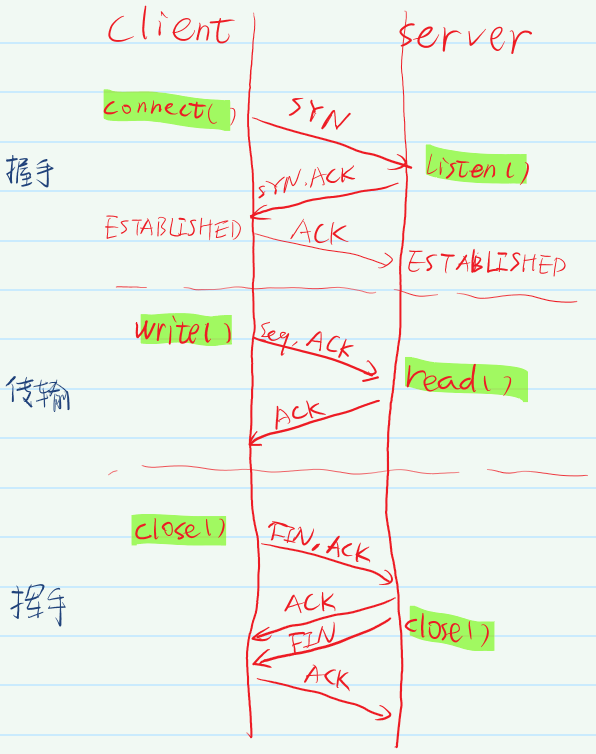 client server
connect()
SYN
握手
Listen()
SYN.ACK
ESTABLISHED
ACK
ESTABLISHED
write()
Seq, ACK
read()
传输
ACK
close()
FIN, ACK
挥手
ACK
close()
FIN
ACK